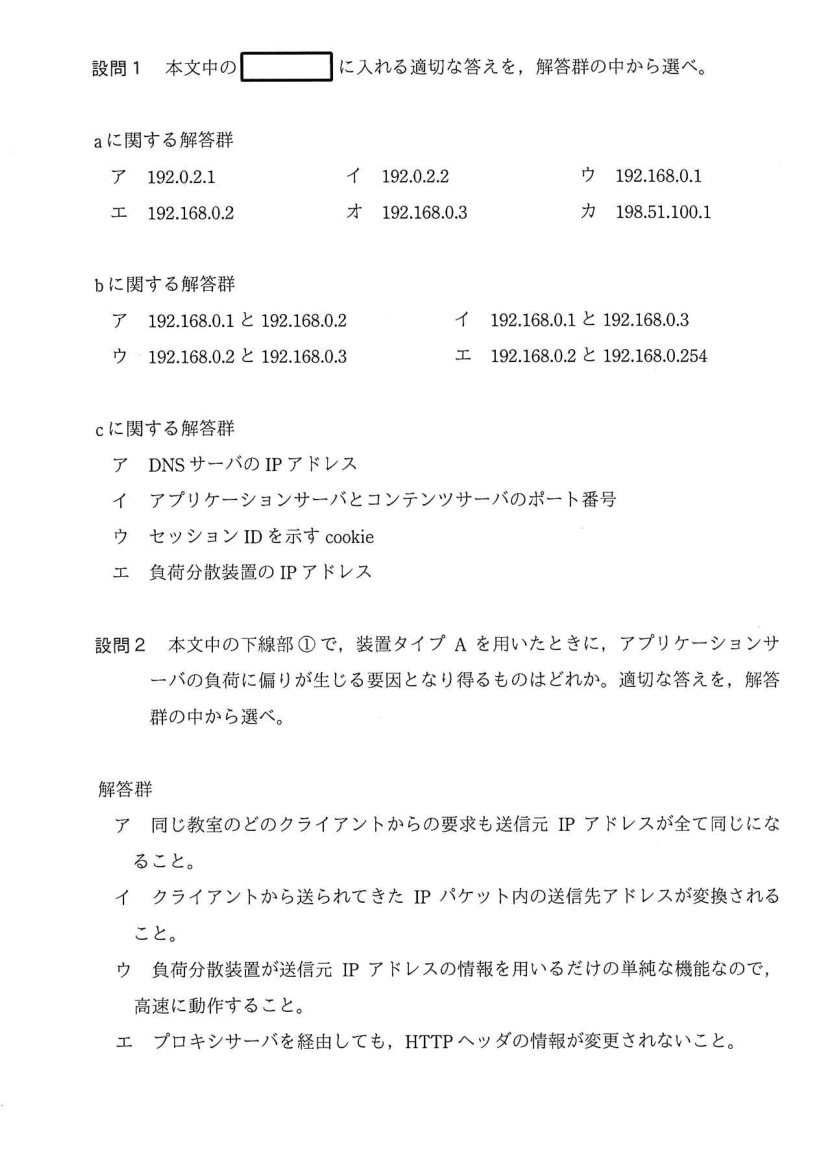 設問1　本文中の　　　　に入れる適切な答えを，解答群の中から選べ。
aに関する解答群
ア　192.0.2.1　イ　192.0.2.2　ウ　192.168.0.1
エ　192.168.0.2　オ　192.168.0.3　カ　198.51.100.1
bに関する解答群
ア　192.168.0.1 と 192.168.0.2　イ　192.168.0.1 と 192.168.0.3
ウ　192.168.0.2 と 192.168.0.3　エ　192.168.0.2 と 192.168.0.254
cに関する解答群
ア　DNS サーバの IP アドレス
イ　アプリケーションサーバとコンテンツサーバのポート番号
ウ　セッション ID を示す cookie
エ　負荷分散装置の IP アドレス
設問2　本文中の下線部①で，装置タイプ A を用いたときに，アプリケーションサ
ーバの負荷に偏りが生じる要因となり得るものはどれか。適切な答えを，解答
群の中から選べ。
解答群
ア　同じ教室のどのクライアントからの要求も送信元 IP アドレスが全て同じにな
ること。
イ　クライアントから送られてきた IP パケット内の送信先アドレスが変換される
こと。
ウ　負荷分散装置が送信元 IP アドレスの情報を用いるだけの単純な機能なので，
高速に動作すること。
エ　プロキシサーバを経由しても，HTTP ヘッダの情報が変更されないこと。